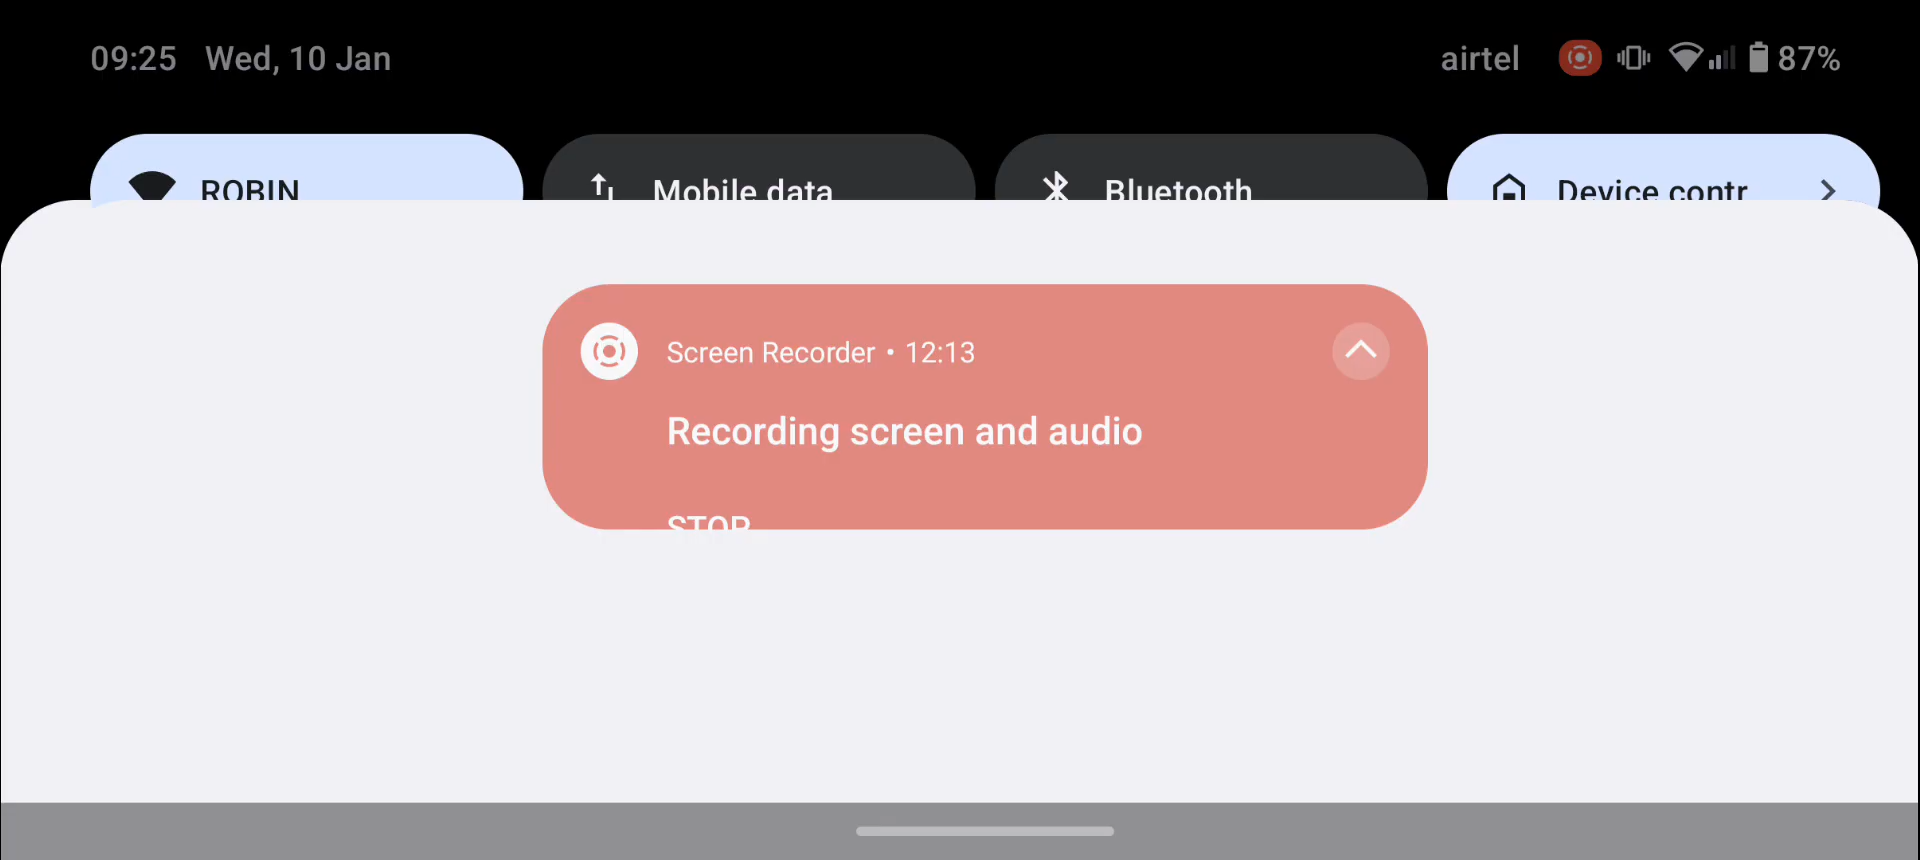 09:25 Wed, 10 Jan airtel 87%
ROBIN Mobile data Bluetooth Device contr
Screen Recorder • 12:13
Recording screen and audio
STOP